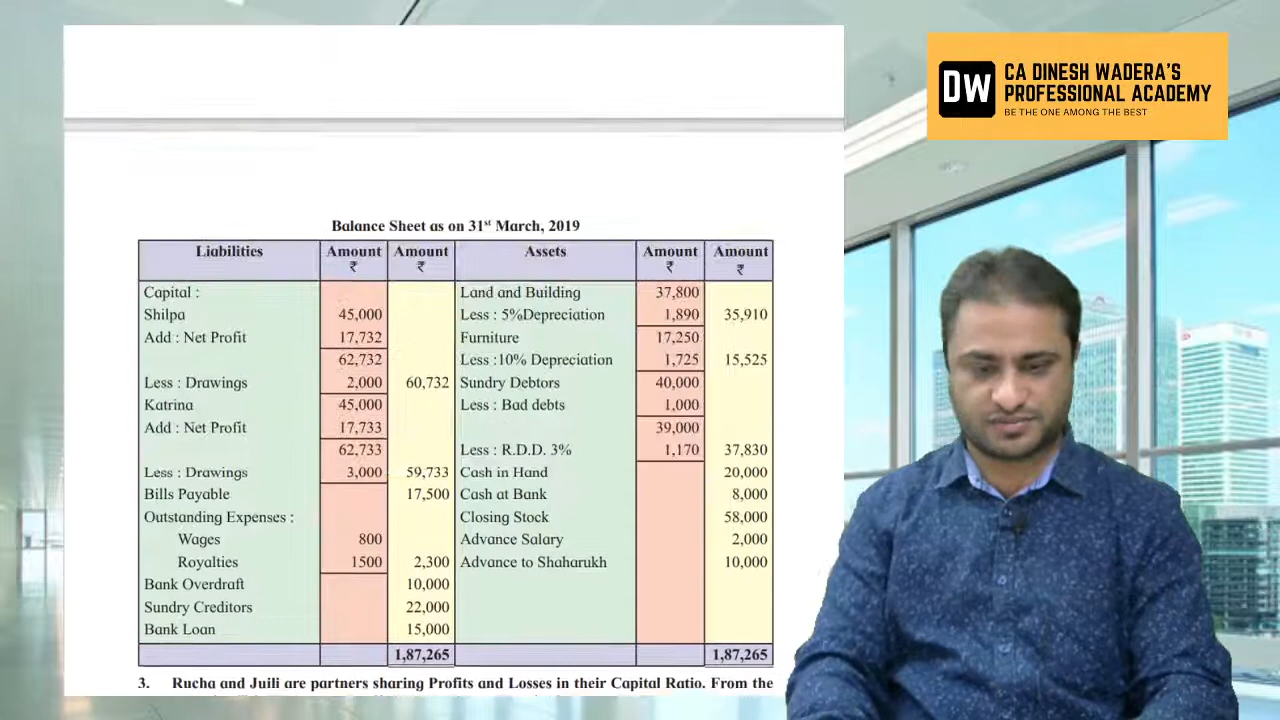 DW
CA DINESH WADERA'S
PROFESSIONAL ACADEMY
BE THE ONE AMONG THE BEST
Balance Sheet as on 31st March, 2019
Liabilities Amount ₹ Amount ₹ Assets Amount ₹ Amount ₹
Capital : Land and Building 37,800
Shilpa 45,000 Less : 5%Depreciation 1,890 35,910
Add : Net Profit 17,732 Furniture 17,250
62,732 Less :10% Depreciation 1,725 15,525
Less : Drawings 2,000 60,732 Sundry Debtors 40,000
Katrina 45,000 Less : Bad debts 1,000
Add : Net Profit 17,733 39,000
62,733 Less : R.D.D. 3% 1,170 37,830
Less : Drawings 3,000 59,733 Cash in Hand 20,000
Bills Payable 17,500 Cash at Bank 8,000
Outstanding Expenses : Closing Stock 58,000
Wages 800 Advance Salary 2,000
Royalties 1500 2,300 Advance to Shaharukh 10,000
Bank Overdraft 10,000
Sundry Creditors 22,000
Bank Loan 15,000
1,87,265 1,87,265
3. Rucha and Juili are partners sharing Profits and Losses in their Capital Ratio. From the